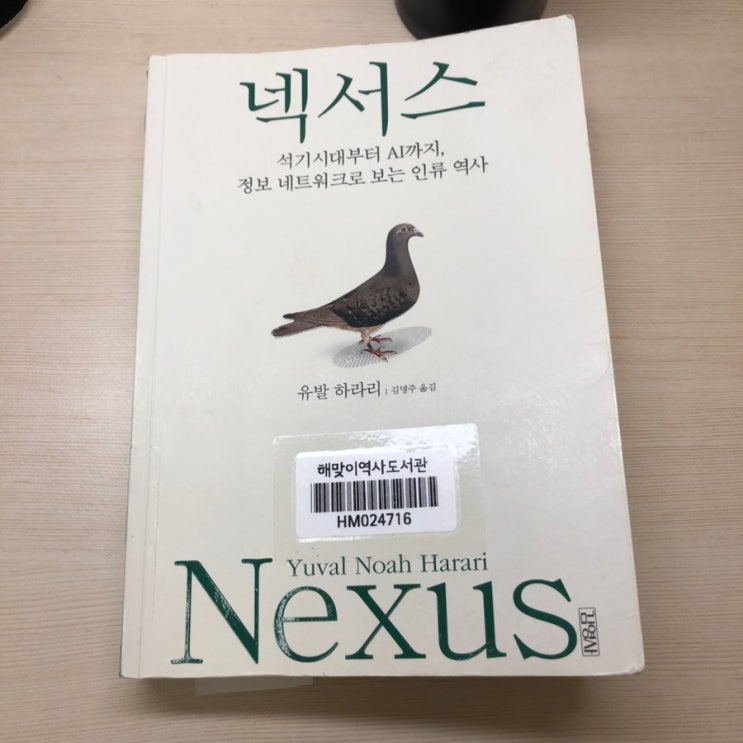 넥서스
석기시대부터 AI까지,
정보 네트워크로 보는 인류 역사
유발 하라리 | 김명주 옮김
해맞이역사도서관
HM024716
Yuval Noah Harari
Nexus
김영사